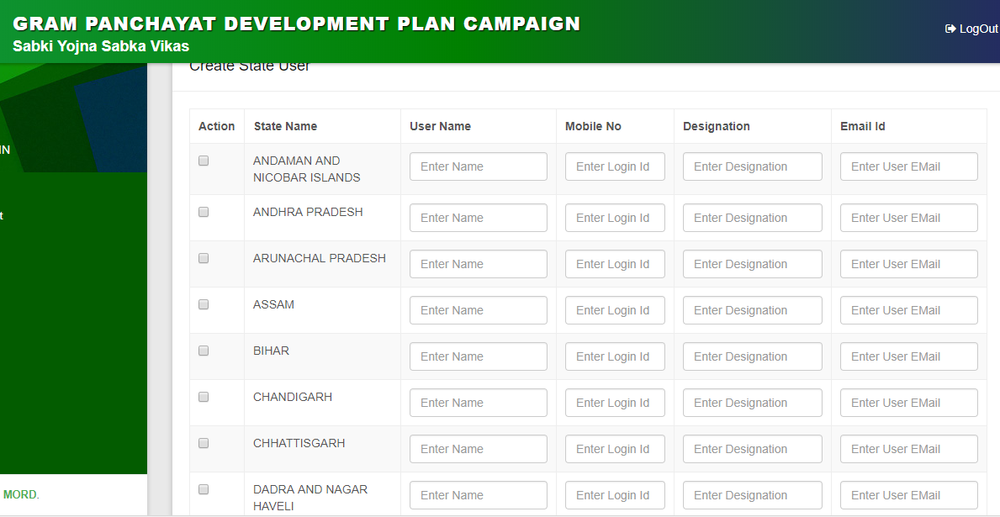 GRAM PANCHAYAT DEVELOPMENT PLAN CAMPAIGN
Sabki Yojna Sabka Vikas
LogOut
Create State User
IN
t
MORD.
Action State Name User Name Mobile No Designation Email Id
ANDAMAN AND
NICOBAR ISLANDS Enter Name Enter Login Id Enter Designation Enter User EMail
ANDHRA PRADESH Enter Name Enter Login Id Enter Designation Enter User EMail
ARUNACHAL PRADESH Enter Name Enter Login Id Enter Designation Enter User EMail
ASSAM Enter Name Enter Login Id Enter Designation Enter User EMail
BIHAR Enter Name Enter Login Id Enter Designation Enter User EMail
CHANDIGARH Enter Name Enter Login Id Enter Designation Enter User EMail
CHHATTISGARH Enter Name Enter Login Id Enter Designation Enter User EMail
DADRA AND NAGAR
HAVELI Enter Name Enter Login Id Enter Designation Enter User EMail